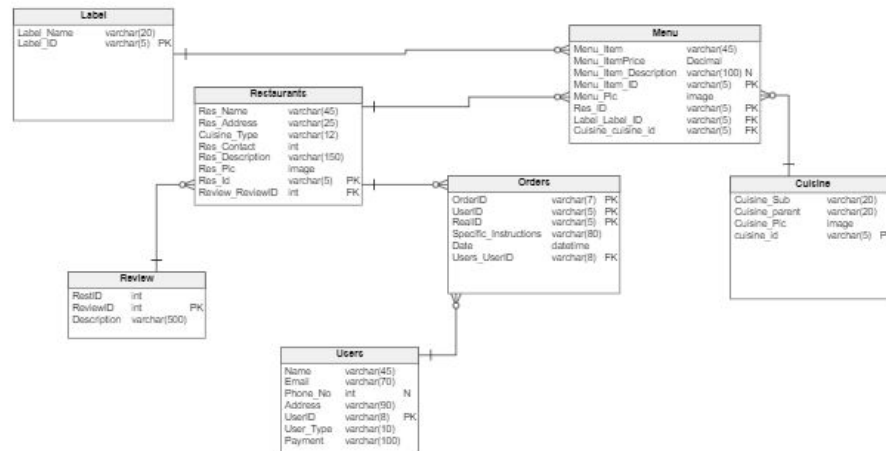 Label
Label_Name varchar(20)
Label_ID varchar(5) PK
Menu
Menu_Item varchar(45)
Menu_ItemPrice Decimal
Menu_Item_Description varchar(100) N
Menu_Item_ID varchar(5) PK
Menu_Pic image
Res_ID varchar(5) PK
Label_Label_ID varchar(5) FK
Cuisine_cuisine_id varchar(5) FK
Restaurants
Res_Name varchar(45)
Res_Address varchar(25)
Cuisine_Type varchar(12)
Res_Contact int
Res_Description varchar(150)
Res_Pic image
Res_Id varchar(5) PK
Review_ReviewID int FK
Orders
OrderID varchar(7) PK
UserID varchar(5) PK
RealID varchar(5) PK
Specific_Instructions varchar(80)
Date datetime
Users_UserID varchar(8) FK
Cuisine
Cuisine_Sub varchar(20)
Cuisine_parent varchar(20)
Cuisine_Pic image
cuisine_id varchar(5) P
Review
RestID int
ReviewID int PK
Description varchar(500)
Users
Name varchar(45)
Email varchar(70)
Phone_No int N
Address varchar(90)
UserID varchar(8) PK
User_Type varchar(10)
Payment varchar(100)